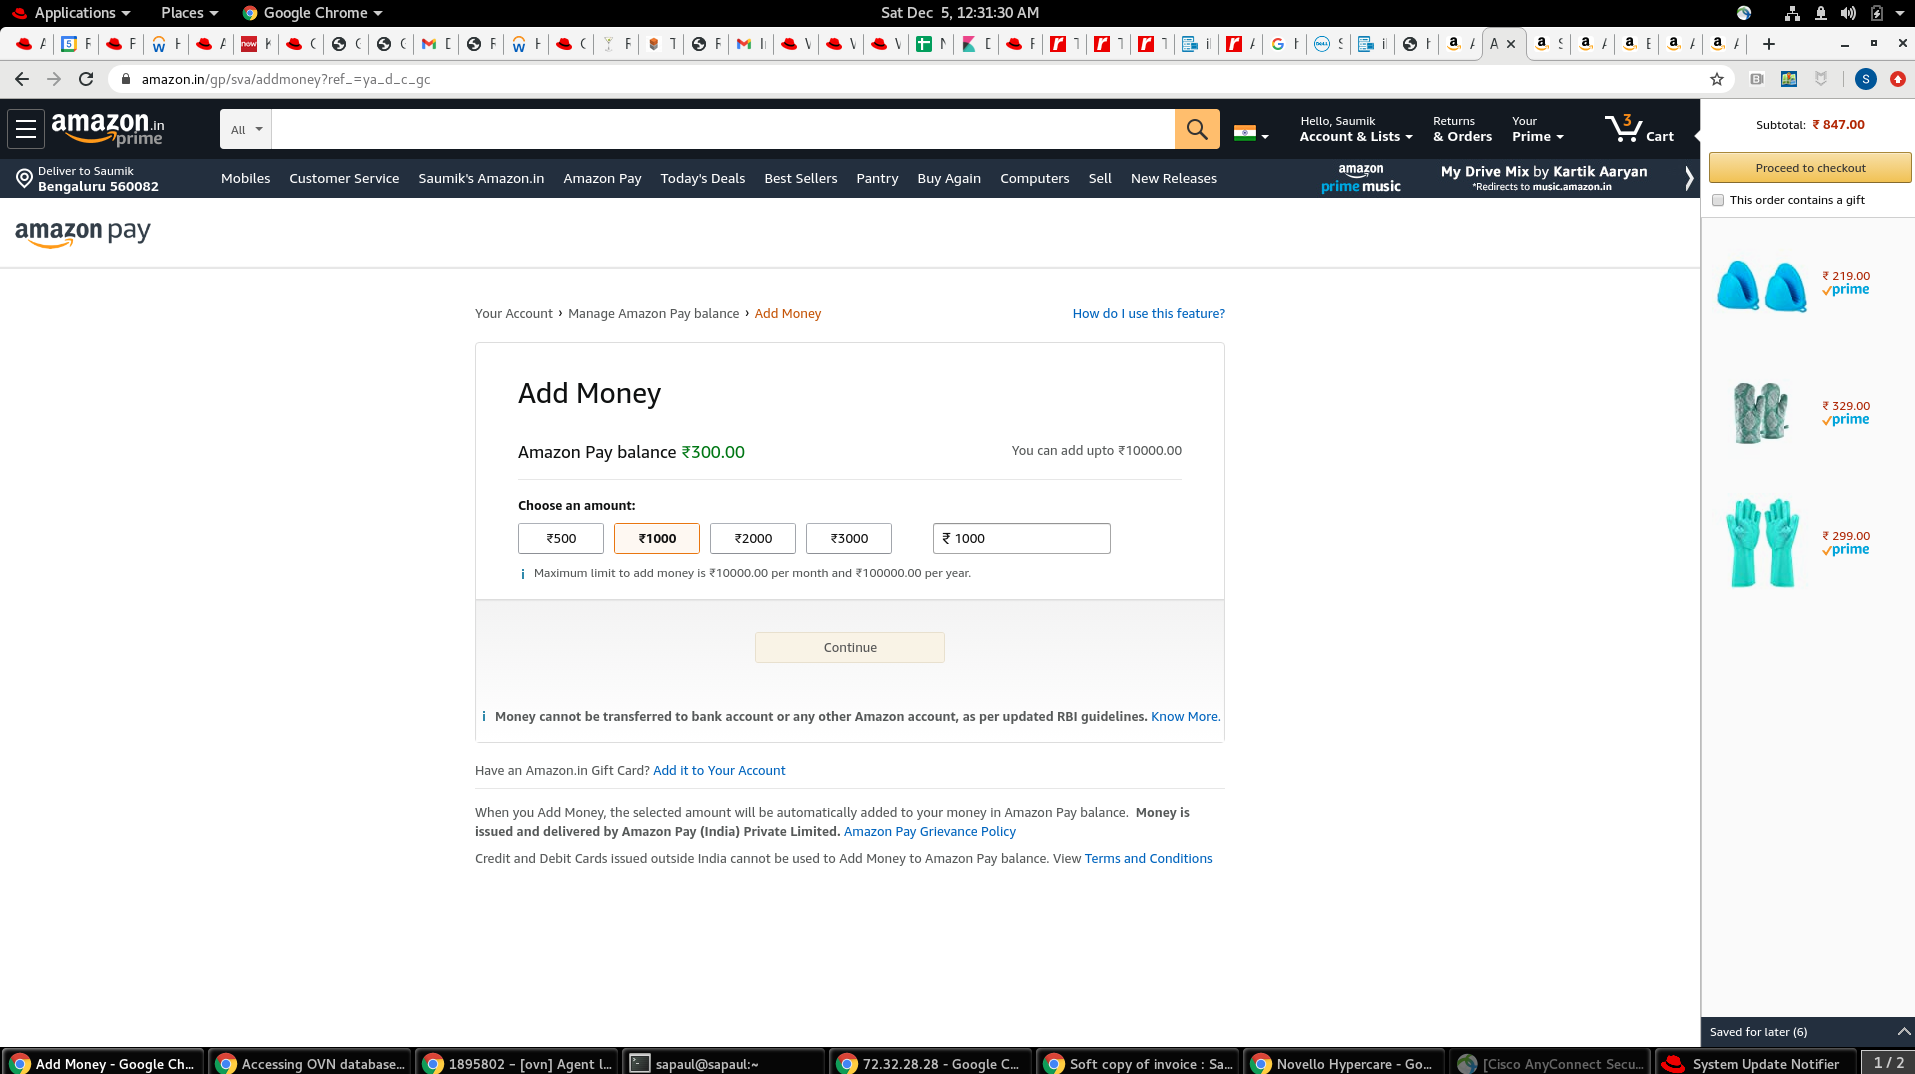 Applications Places Google Chrome Sat Dec 5, 12:31:30 AM
amazon.in/gp/sva/addmoney?ref_=ya_d_c_gc S
amazon.in prime
All
Hello, Saumik
Account & Lists
Returns
& Orders
Your
Prime
3
Cart
Deliver to Saumik
Bengaluru 560082
Mobiles Customer Service Saumik's Amazon.in Amazon Pay Today's Deals Best Sellers Pantry Buy Again Computers Sell New Releases
amazon
prime music
My Drive Mix by Kartik Aaryan
*Redirects to music.amazon.in
Subtotal: ₹ 847.00
Proceed to checkout
This order contains a gift
₹ 219.00
prime
₹ 329.00
prime
₹ 299.00
prime
Saved for later (6)
amazon pay
Your Account › Manage Amazon Pay balance › Add Money How do I use this feature?
Add Money
Amazon Pay balance ₹300.00 You can add upto ₹10000.00
Choose an amount:
₹500 ₹1000 ₹2000 ₹3000 ₹ 1000
i Maximum limit to add money is ₹10000.00 per month and ₹100000.00 per year.
Continue
i Money cannot be transferred to bank account or any other Amazon account, as per updated RBI guidelines. Know More.
Have an Amazon.in Gift Card? Add it to Your Account
When you Add Money, the selected amount will be automatically added to your money in Amazon Pay balance. Money is
issued and delivered by Amazon Pay (India) Private Limited. Amazon Pay Grievance Policy
Credit and Debit Cards issued outside India cannot be used to Add Money to Amazon Pay balance. View Terms and Conditions
Add Money - Google Ch... Accessing OVN database... 1895802 – [ovn] Agent l... sapaul@sapaul:~ 72.32.28.28 - Google C... Soft copy of invoice : Sa... Novello Hypercare - Go... [Cisco AnyConnect Secu... System Update Notifier 1 / 2